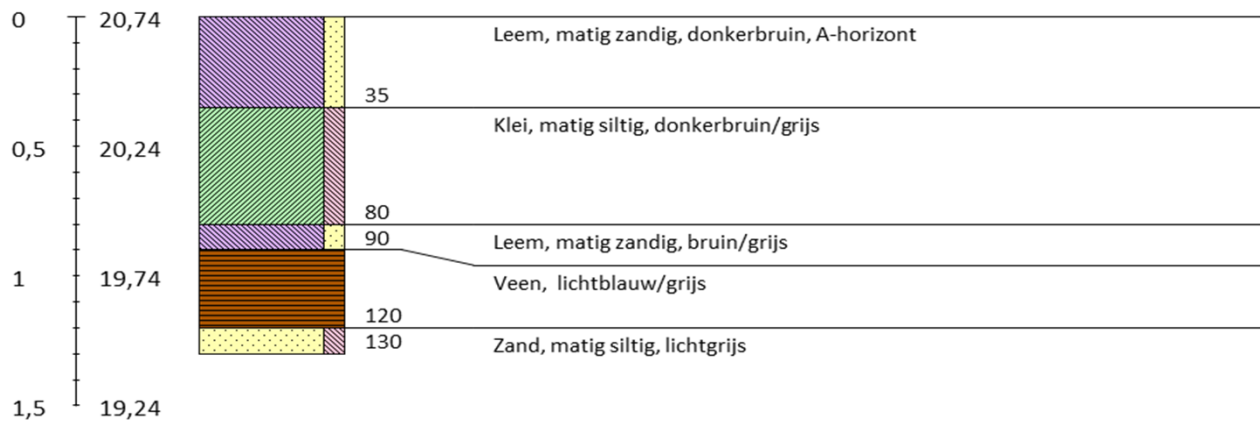 0 20,74
Leem, matig zandig, donkerbruin, A-horizont
35
Klei, matig siltig, donkerbruin/grijs
0,5 20,24
80
90
Leem, matig zandig, bruin/grijs
1 19,74
Veen, lichtblauw/grijs
120
130
Zand, matig siltig, lichtgrijs
1,5 19,24